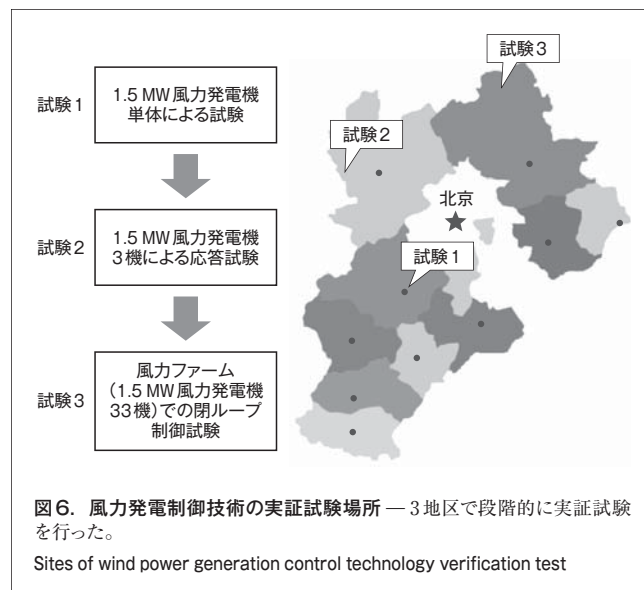 試験1
1.5 MW風力発電機
単体による試験
試験2
1.5 MW風力発電機
3機による応答試験
試験3
風力ファーム
(1.5 MW風力発電機
33機)での閉ループ
制御試験
試験3
試験2
北京
試験1
図6. 風力発電制御技術の実証試験場所 — 3地区で段階的に実証試験
を行った。
Sites of wind power generation control technology verification test